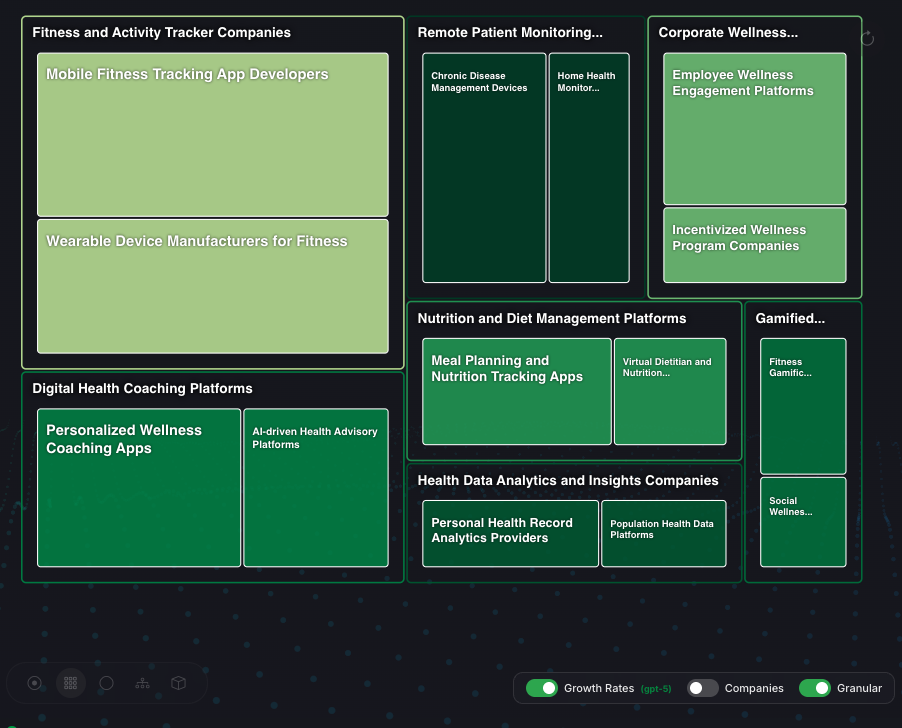 Fitness and Activity Tracker Companies
Mobile Fitness Tracking App Developers
Wearable Device Manufacturers for Fitness
Remote Patient Monitoring...
Chronic Disease
Management Devices
Home Health
Monitor...
Corporate Wellness...
Employee Wellness
Engagement Platforms
Incentivized Wellness
Program Companies
Digital Health Coaching Platforms
Personalized Wellness
Coaching Apps
AI-driven Health Advisory
Platforms
Nutrition and Diet Management Platforms
Meal Planning and
Nutrition Tracking Apps
Virtual Dietitian and
Nutrition...
Health Data Analytics and Insights Companies
Personal Health Record
Analytics Providers
Population Health Data
Platforms
Gamified...
Fitness
Gamific...
Social
Wellnes...
Growth Rates (gpt-5) Companies Granular